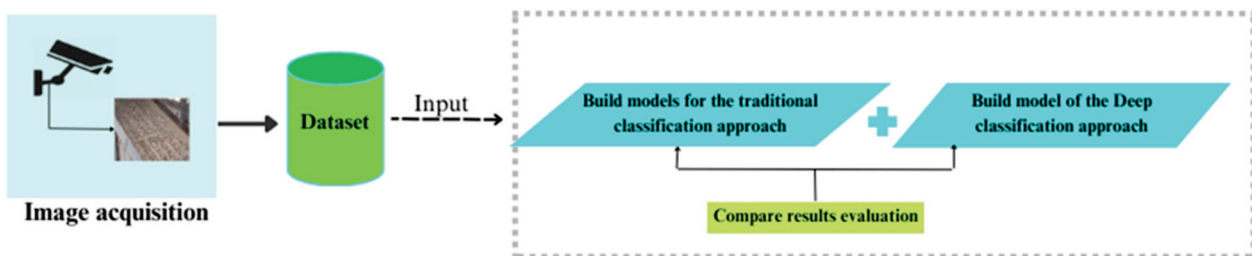 Image acquisition
Dataset
Input
Build models for the traditional
classification approach
Build model of the Deep
classification approach
Compare results evaluation